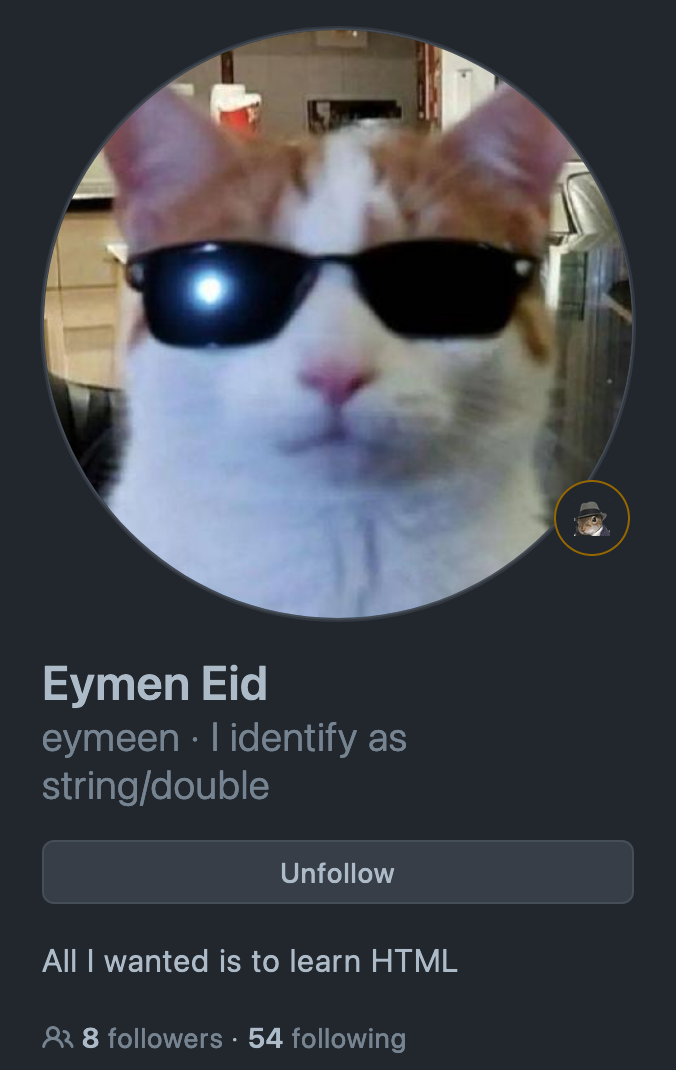 Eymen Eid
eymeen · I identify as
string/double
Unfollow
All I wanted is to learn HTML
8 followers · 54 following